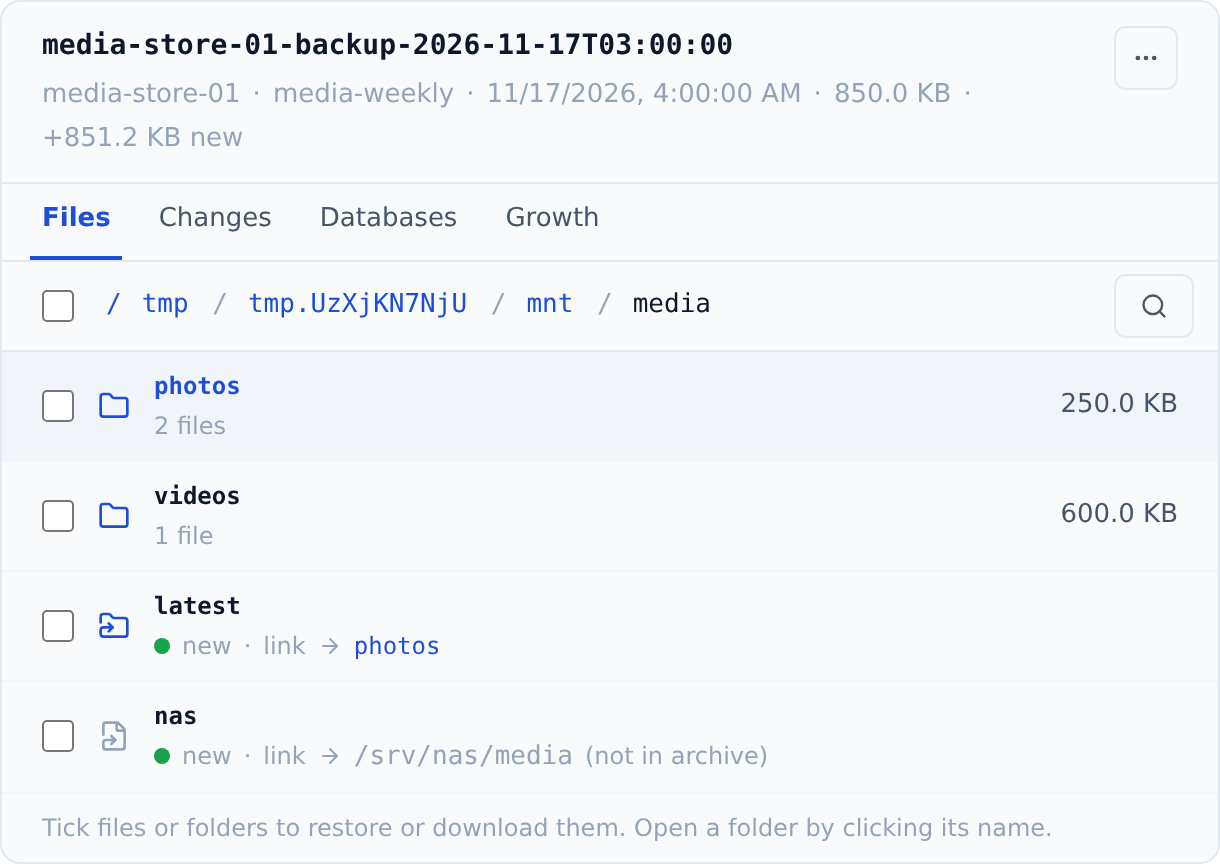 media-store-01-backup-2026-11-17T03:00:00
media-store-01 · media-weekly · 11/17/2026, 4:00:00 AM · 850.0 KB ·
+851.2 KB new
Files Changes Databases Growth
/ tmp / tmp.UzXjKN7NjU / mnt / media
photos
2 files
250.0 KB
videos
1 file
600.0 KB
latest
new · link → photos
nas
new · link → /srv/nas/media (not in archive)
Tick files or folders to restore or download them. Open a folder by clicking its name.